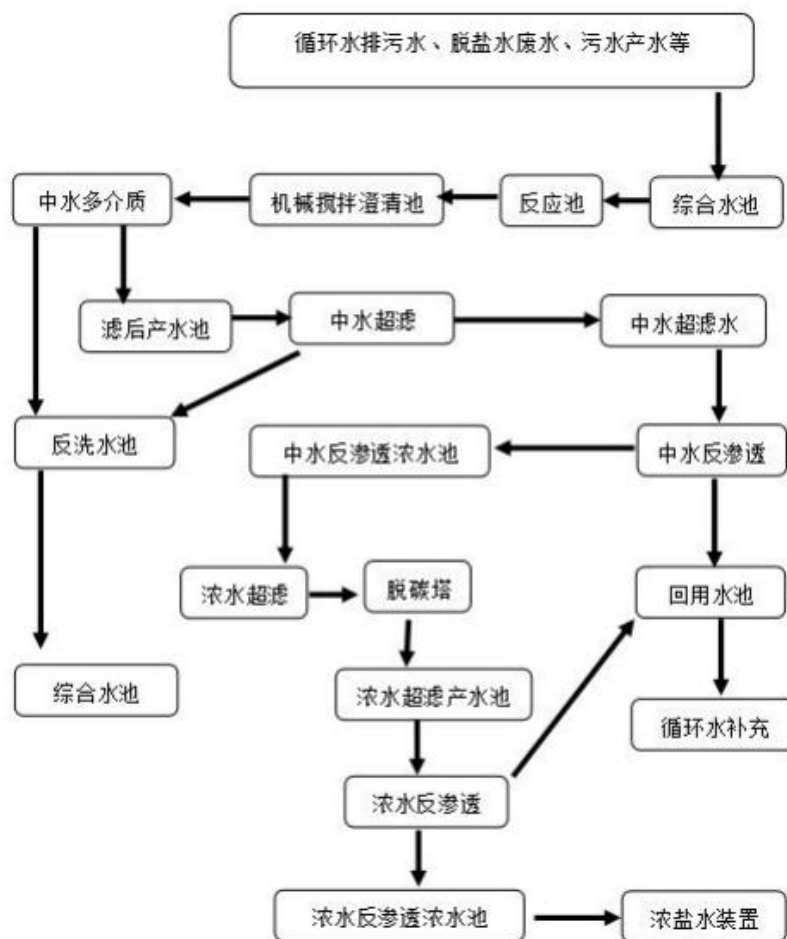 循环水排污水、脱盐水废水、污水产水等
中水多介质
机械搅拌澄清池
反应池
综合水池
滤后产水池
中水超滤
中水超滤水
反洗水池
中水反渗透浓水池
中水反渗透
浓水超滤
脱碳塔
回用水池
综合水池
浓水超滤产水池
循环水补充
浓水反渗透
浓水反渗透浓水池
浓盐水装置